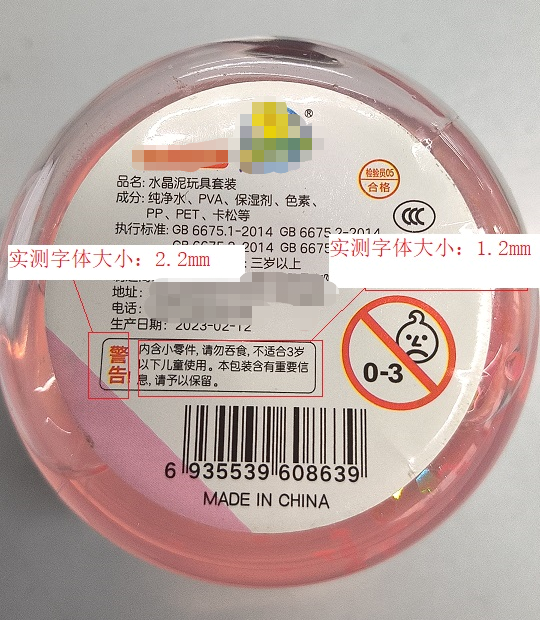 ®
品名: 水晶泥玩具套装
检验员05
合格
成分: 纯净水、PVA、保湿剂、色素、
PP、PET、卡松等
CCC
执行标准: GB 6675.1-2014 GB 6675.2-2014
实测字体大小: 2.2mm
实测字体大小: 1.2mm
三岁以上
地址:
电话:
生产日期: 2023-02-12
警告
内含小零件, 请勿吞食, 不适合3岁
以下儿童使用。本包装含有重要信
息, 请予以保留。
0-3
6 935539 608639
MADE IN CHINA